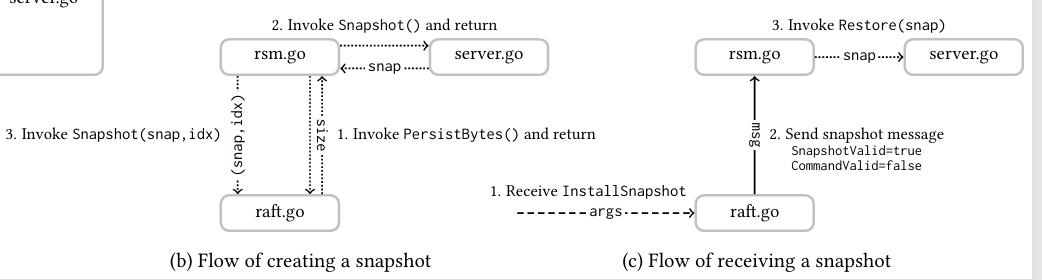 server.go
2. Invoke Snapshot() and return
rsm.go
snap
server.go
3. Invoke Snapshot(snap,idx)
(snap,idx)
size
1. Invoke PersistBytes() and return
raft.go
(b) Flow of creating a snapshot
3. Invoke Restore(snap)
rsm.go
snap
server.go
msg
2. Send snapshot message
SnapshotValid=true
CommandValid=false
1. Receive InstallSnapshot
args
raft.go
(c) Flow of receiving a snapshot